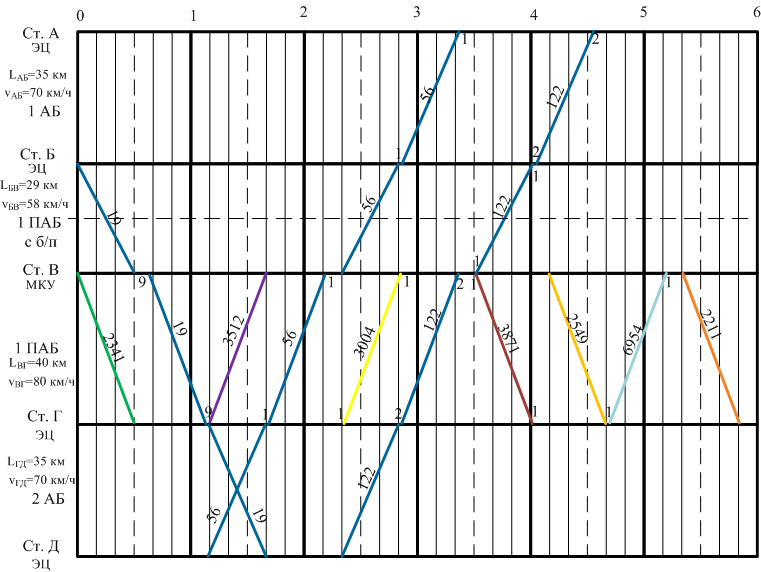 0 1 2 3 4 5 6
Ст. А
ЭЦ
1 2
LАБ=35 км
vАБ=70 км/ч
1 АБ
56 122
Ст. Б
ЭЦ
1 2
1
LБВ=29 км
vБВ=58 км/ч
1 ПАБ
с б/п
19 56 122
Ст. В
МКУ
9 1 1 2 1 1 1
1 ПАБ
LВГ=40 км
vВГ=80 км/ч
2341 19 3512 56 3004 122 3871 2549 6954 2211
Ст. Г
ЭЦ
9 1 1 2 1 1
LГД=35 км
vГД=70 км/ч
2 АБ
56 19 122
Ст. Д
ЭЦ